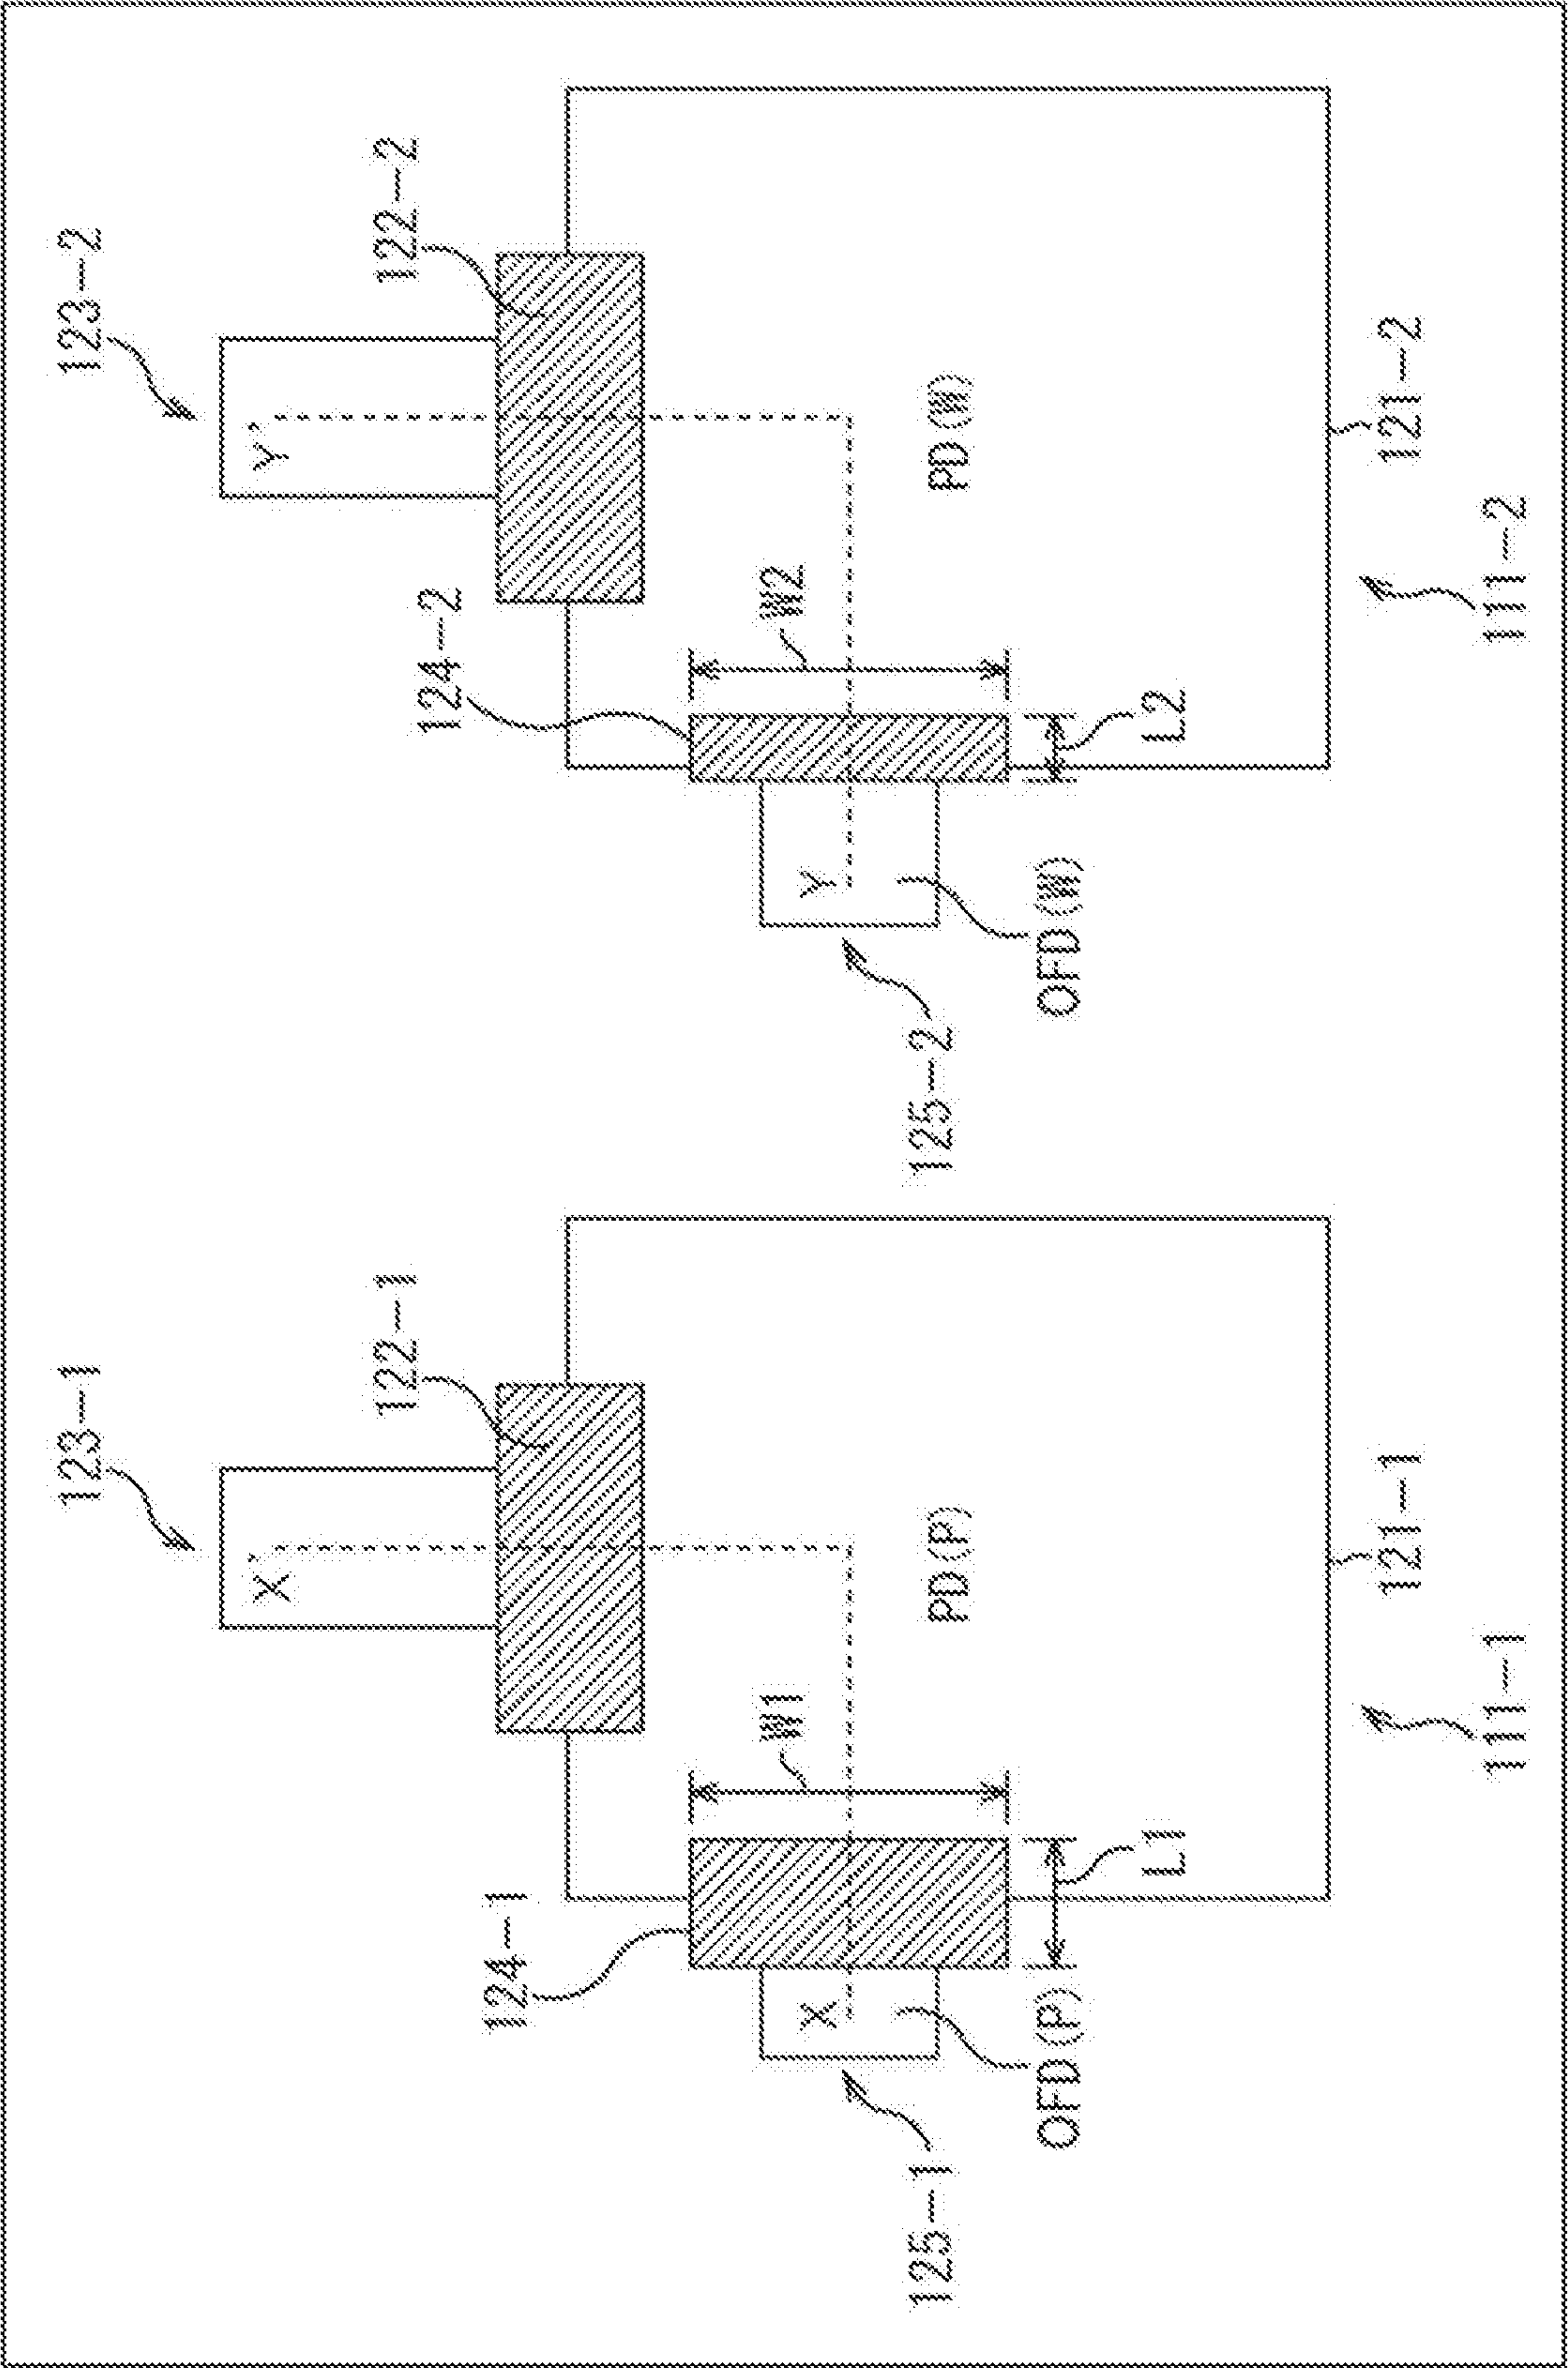 123-1
X'
122-1
124-1
W1
X
PD(P)
125-1
OFD(P)
L1
121-1
111-1
123-2
Y'
122-2
124-2
W2
Y
PD(W)
125-2
OFD(W)
L2
121-2
111-2